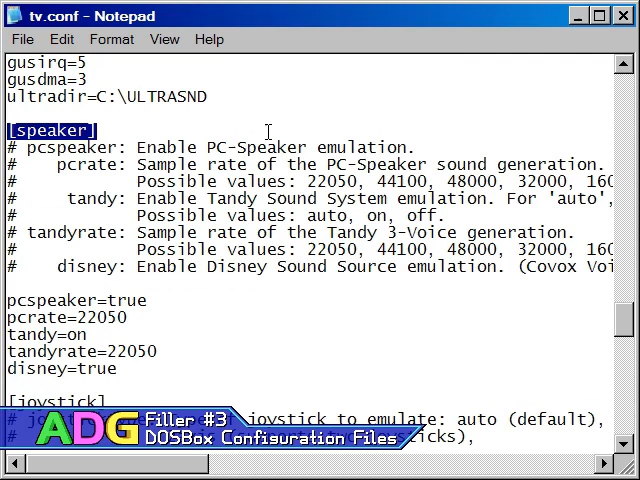 tv.conf - Notepad
File Edit Format View Help
gusirq=5
gusdma=3
ultradir=C:\ULTRASND
[speaker]
# pcspeaker: Enable PC-Speaker emulation.
#    pcrate: Sample rate of the PC-Speaker sound generation.
#            Possible values: 22050, 44100, 48000, 32000, 160
#     tandy: Enable Tandy Sound System emulation. For 'auto',
#            Possible values: auto, on, off.
# tandyrate: Sample rate of the Tandy 3-Voice generation.
#            Possible values: 22050, 44100, 48000, 32000, 160
#    disney: Enable Disney Sound Source emulation. (Covox Voi
pcspeaker=true
pcrate=22050
tandy=on
tandyrate=22050
disney=true
[joystick]
# joystick to emulate: auto (default),
ADG
Filler #3
DOSBox Configuration Files